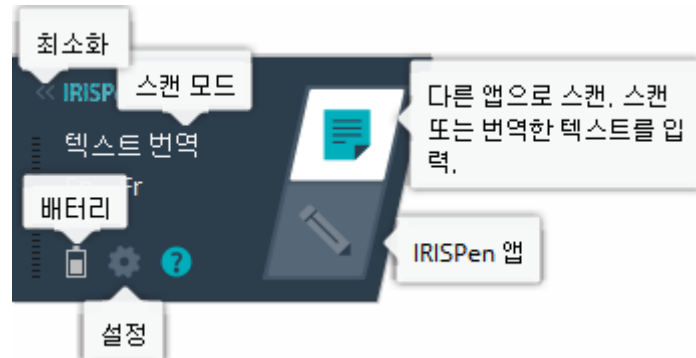 최소화
스캔 모드
IRISP
텍스트 번역
Fr
배터리
설정
다른 앱으로 스캔. 스캔
또는 번역한 텍스트를 입
력.
IRISPen 앱
?